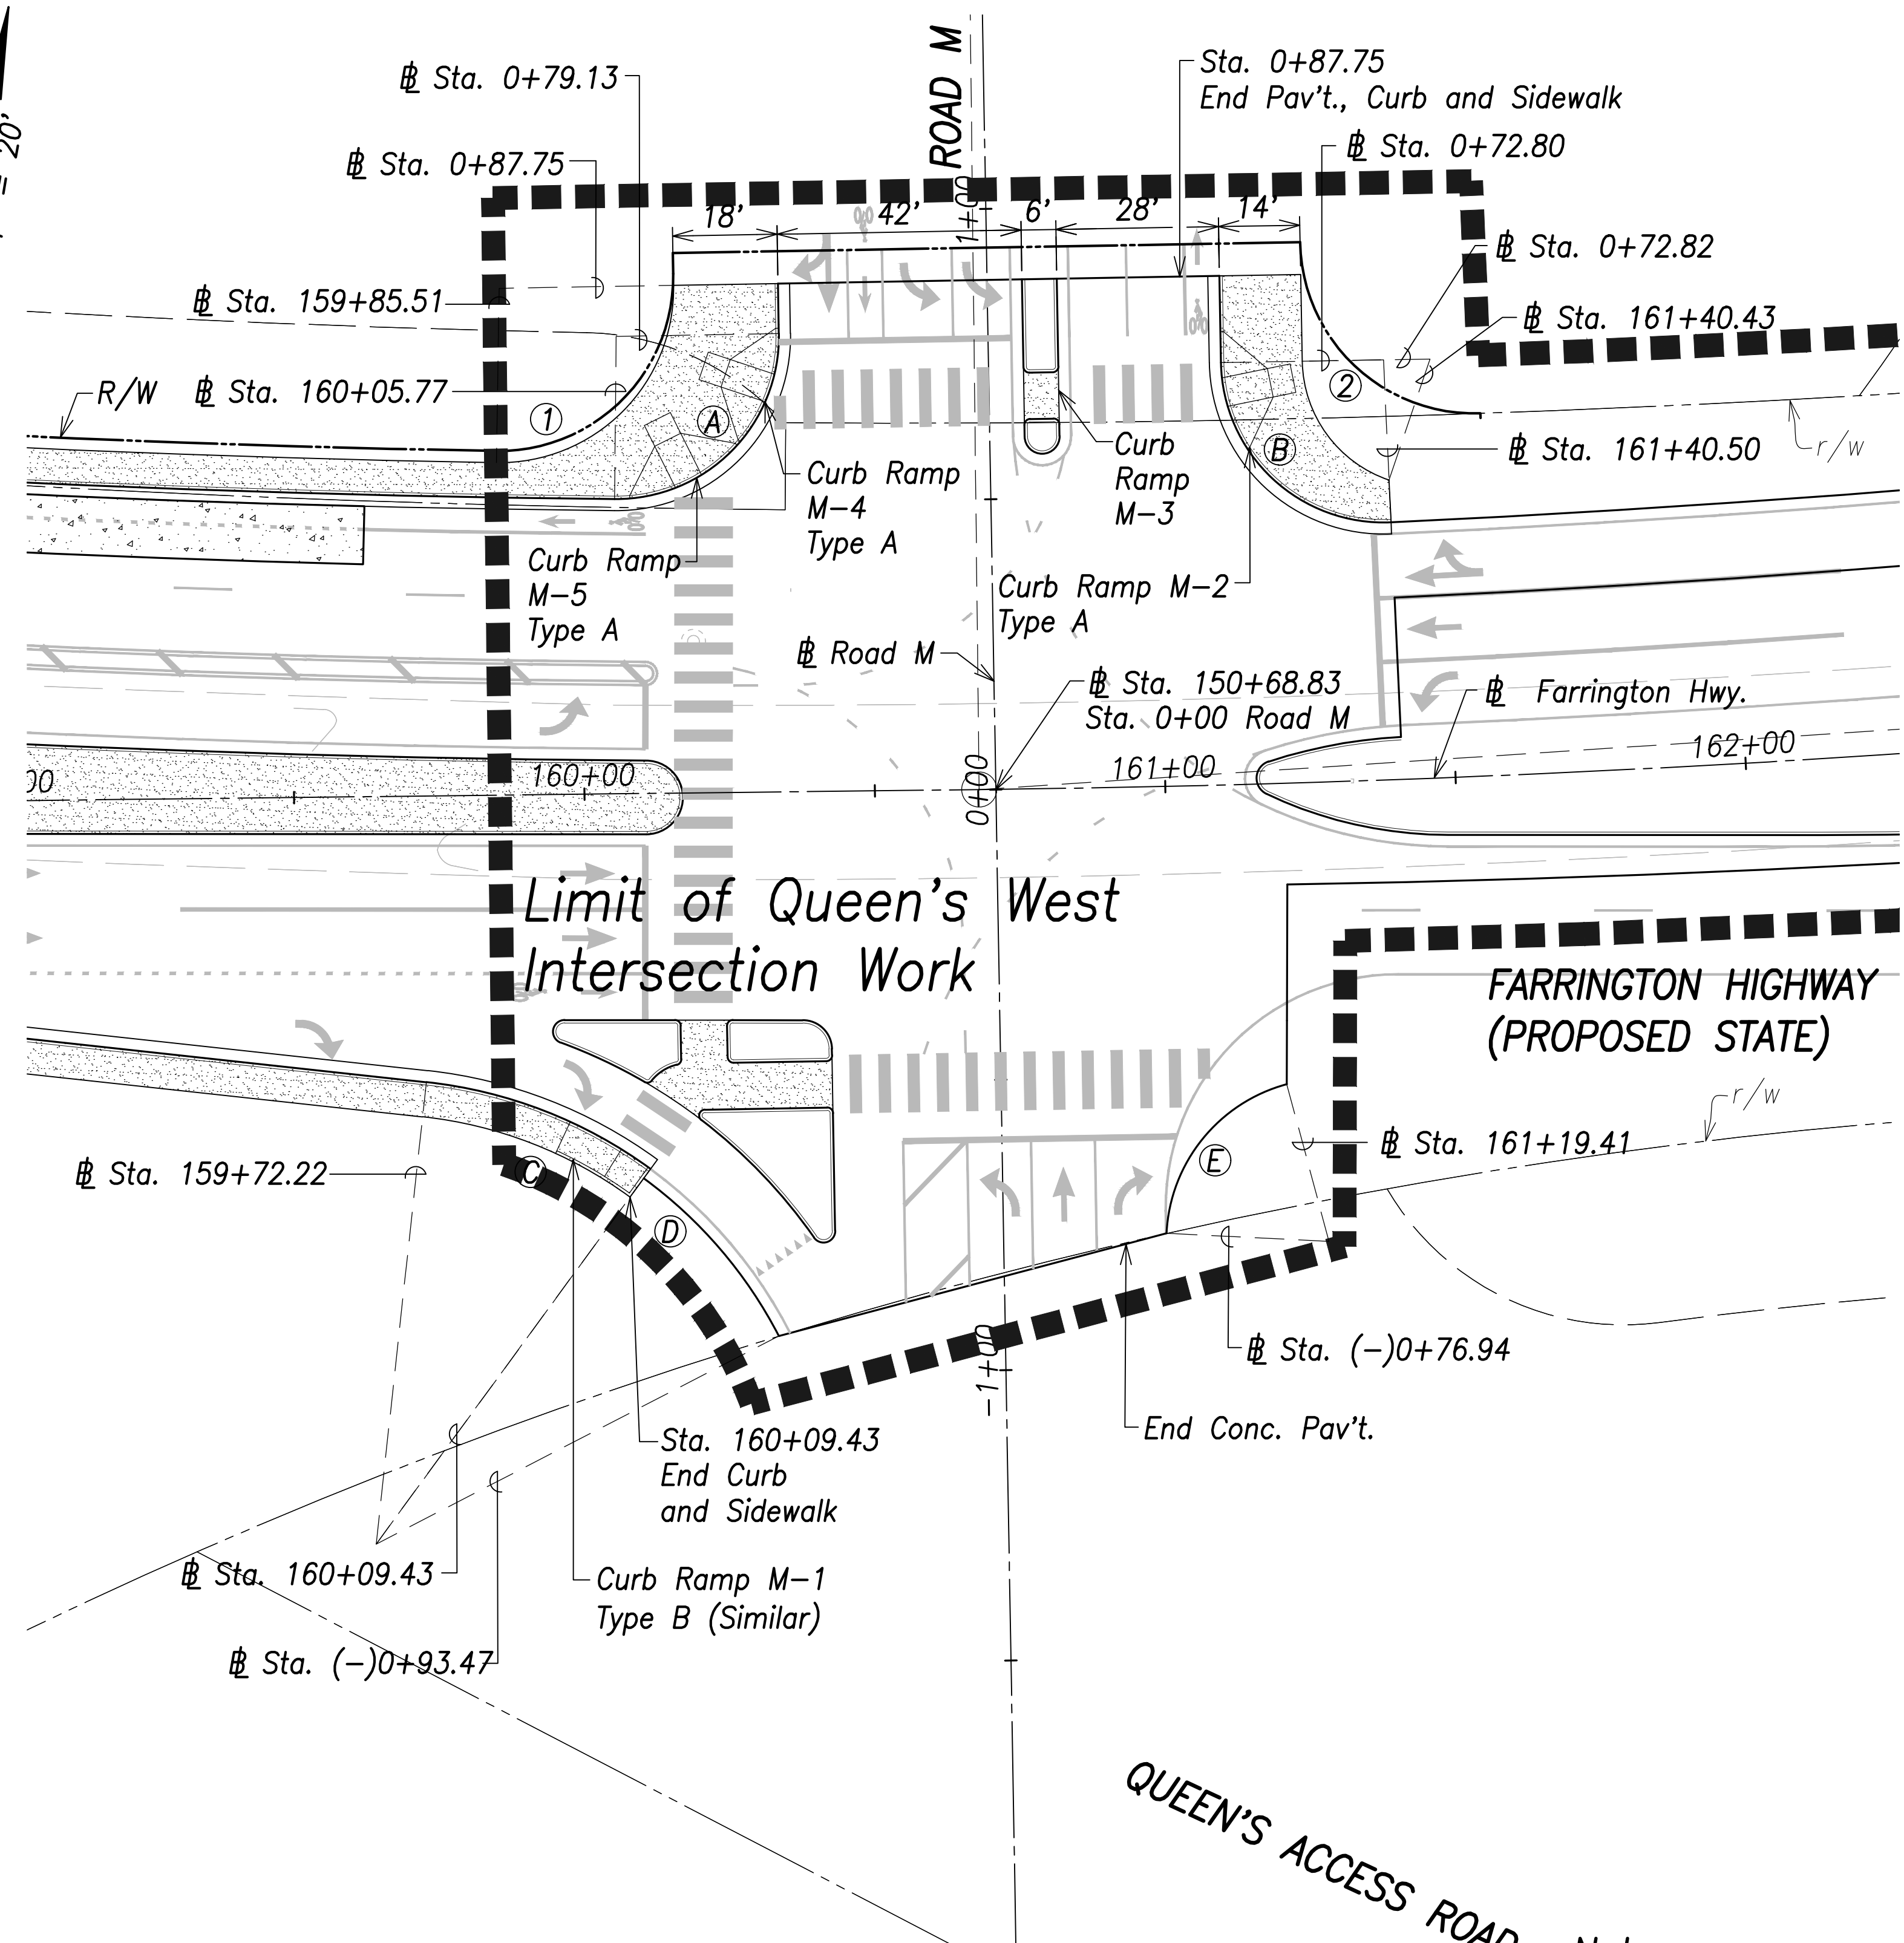 = 20'
ROAD M
℄ Sta. 0+79.13
Sta. 0+87.75
End Pav't., Curb and Sidewalk
℄ Sta. 0+87.75
℄ Sta. 0+72.80
18'
42'
1+00
6'
28'
14'
℄ Sta. 0+72.82
℄ Sta. 159+85.51
℄ Sta. 161+40.43
R/W
℄ Sta. 160+05.77
1
A
2
B
Curb
Ramp
M-3
℄ Sta. 161+40.50
r/w
Curb Ramp
M-4
Type A
Curb Ramp
M-5
Type A
Curb Ramp M-2
Type A
℄ Road M
℄ Sta. 150+68.83
Sta. 0+00 Road M
℄ Farrington Hwy.
00
160+00
0+00
161+00
162+00
Limit of Queen's West
Intersection Work
FARRINGTON HIGHWAY
(PROPOSED STATE)
r/w
℄ Sta. 159+72.22
C
D
E
℄ Sta. 161+19.41
-1+00
℄ Sta. (-)0+76.94
Sta. 160+09.43
End Curb
and Sidewalk
End Conc. Pav't.
℄ Sta. 160+09.43
Curb Ramp M-1
Type B (Similar)
℄ Sta. (-)0+93.47
QUEEN'S ACCESS ROAD